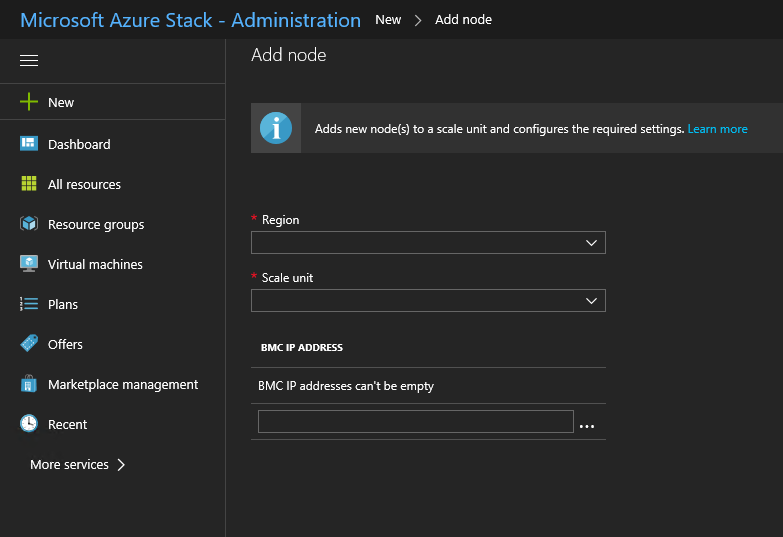 Microsoft Azure Stack - Administration New > Add node
Add node
New
Adds new node(s) to a scale unit and configures the required settings. Learn more
Dashboard
All resources
Resource groups
* Region
Virtual machines
* Scale unit
Plans
Offers
BMC IP ADDRESS
Marketplace management
BMC IP addresses can't be empty
Recent
...
More services >